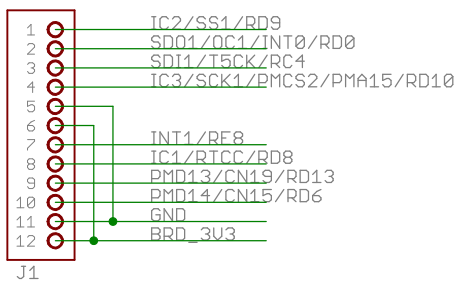 1 IC2/SS1/RD9
2 SDO1/OC1/INT0/RD0
3 SDI1/T5CK/RC4
4 IC3/SCK1/PMCS2/PMA15/RD10
5
6
7 INT1/RE8
8 IC1/RTCC/RD8
9 PMD13/CN19/RD13
10 PMD14/CN15/RD6
11 GND
12 BRD_3V3
J1